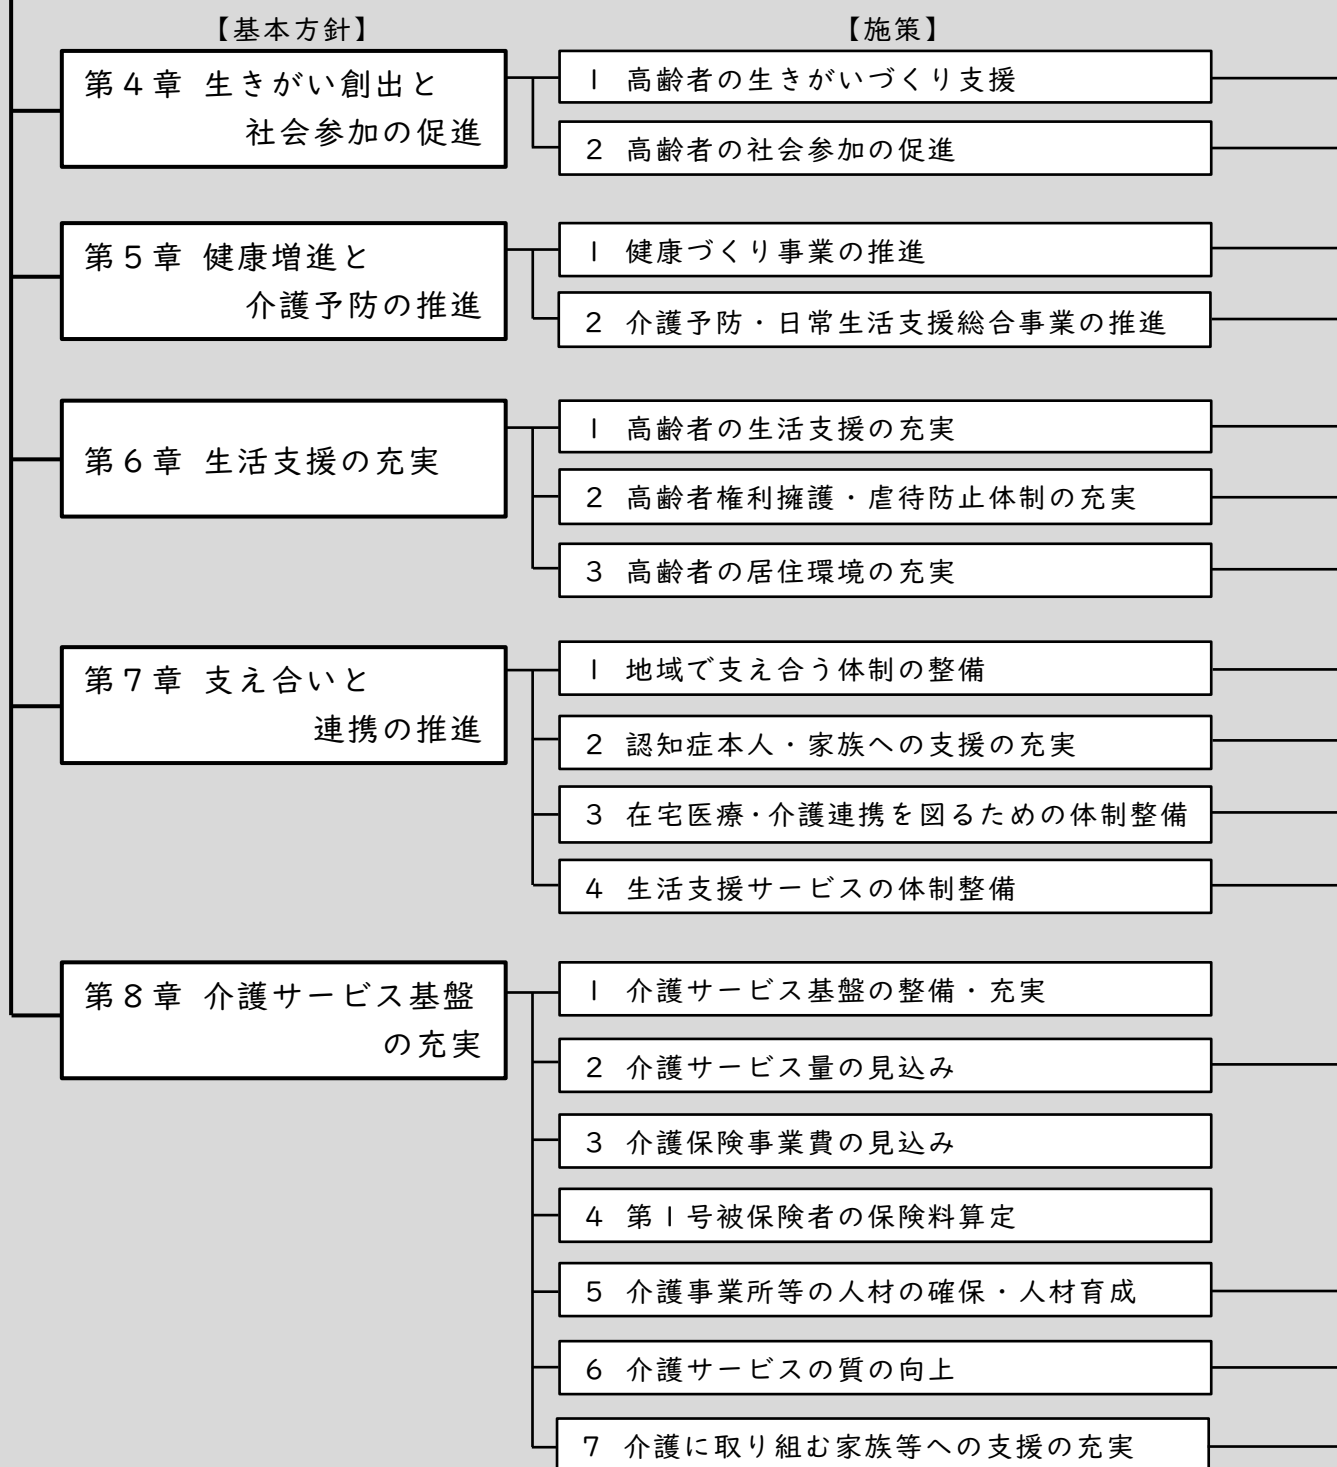 【基本方針】
【施策】
第4章 生きがい創出と
社会参加の促進
1 高齢者の生きがいづくり支援
2 高齢者の社会参加の促進
第5章 健康増進と
介護予防の推進
1 健康づくり事業の推進
2 介護予防・日常生活支援総合事業の推進
第6章 生活支援の充実
1 高齢者の生活支援の充実
2 高齢者権利擁護・虐待防止体制の充実
3 高齢者の居住環境の充実
第7章 支え合いと
連携の推進
1 地域で支え合う体制の整備
2 認知症本人・家族への支援の充実
3 在宅医療・介護連携を図るための体制整備
4 生活支援サービスの体制整備
第8章 介護サービス基盤
の充実
1 介護サービス基盤の整備・充実
2 介護サービス量の見込み
3 介護保険事業費の見込み
4 第1号被保険者の保険料算定
5 介護事業所等の人材の確保・人材育成
6 介護サービスの質の向上
7 介護に取り組む家族等への支援の充実